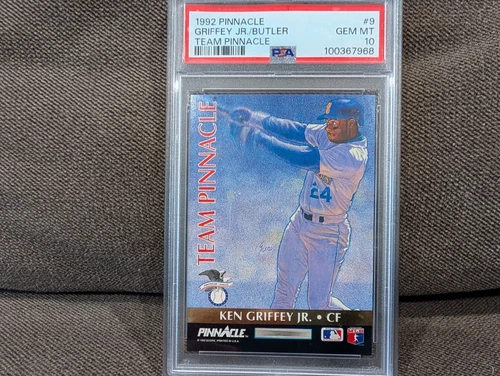 1992 PINNACLE #9
GRIFFEY JR./BUTLER GEM MT
TEAM PINNACLE 10
PSA 100367968
TEAM PINNACLE
24
KEN GRIFFEY JR. • CF
PINNACLE